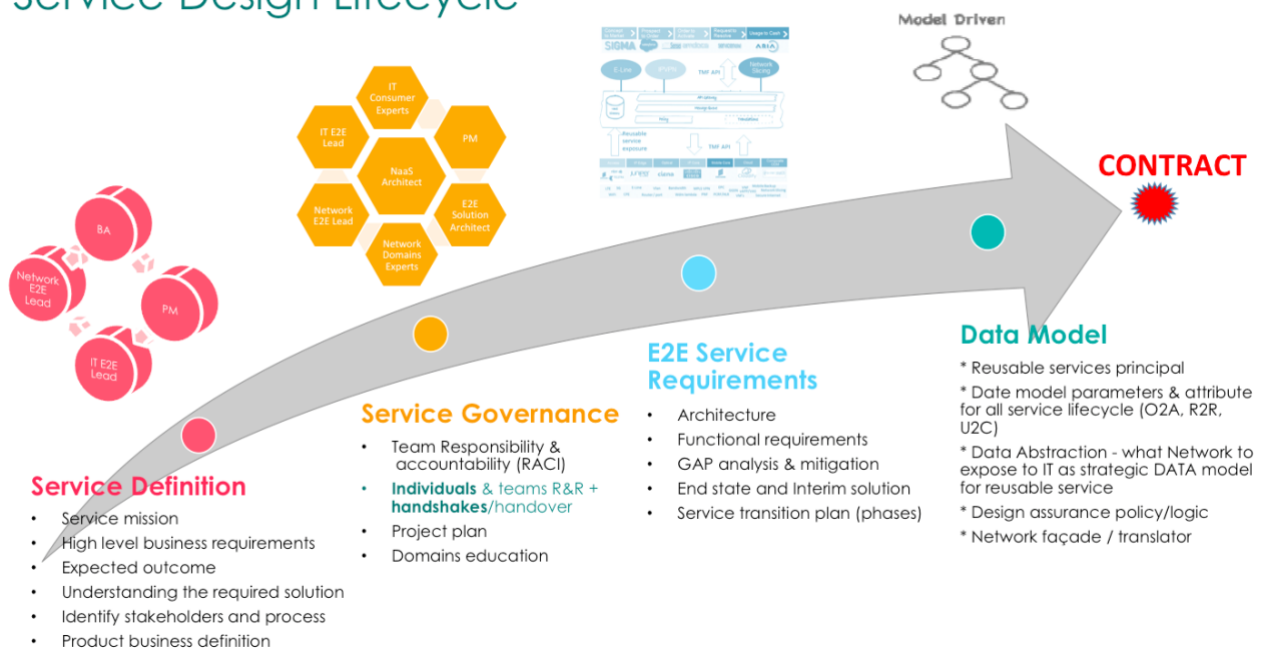 Service Design Lifecycle
Model Driven
CONTRACT
BA
Network
E2E
Lead
PM
IT E2E
Lead
IT
Consumer
Experts
IT E2E
Lead
PM
NaaS
Architect
Network
E2E Lead
E2E
Solution
Architect
Network
Domains
Experts
SIGMA
ARIA
E-Line
TMF API
Network
Slicing
Reusable
service
exposure
TMF API
ciena
Service Definition
• Service mission
• High level business requirements
• Expected outcome
• Understanding the required solution
• Identify stakeholders and process
• Product business definition
Service Governance
• Team Responsibility &
accountability (RACI)
• Individuals & teams R&R +
handshakes/handover
• Project plan
• Domains education
E2E Service
Requirements
• Architecture
• Functional requirements
• GAP analysis & mitigation
• End state and Interim solution
• Service transition plan (phases)
Data Model
* Reusable services principal
* Date model parameters & attribute
for all service lifecycle (O2A, R2R,
U2C)
* Data Abstraction - what Network to
expose to IT as strategic DATA model
for reusable service
* Design assurance policy/logic
* Network façade / translator